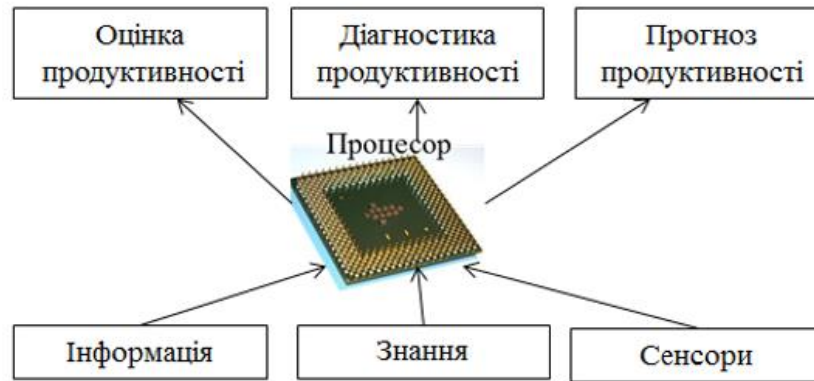 Оцінка
продуктивності
Діагностика
продуктивності
Прогноз
продуктивності
Процесор
Інформація
Знання
Сенсори